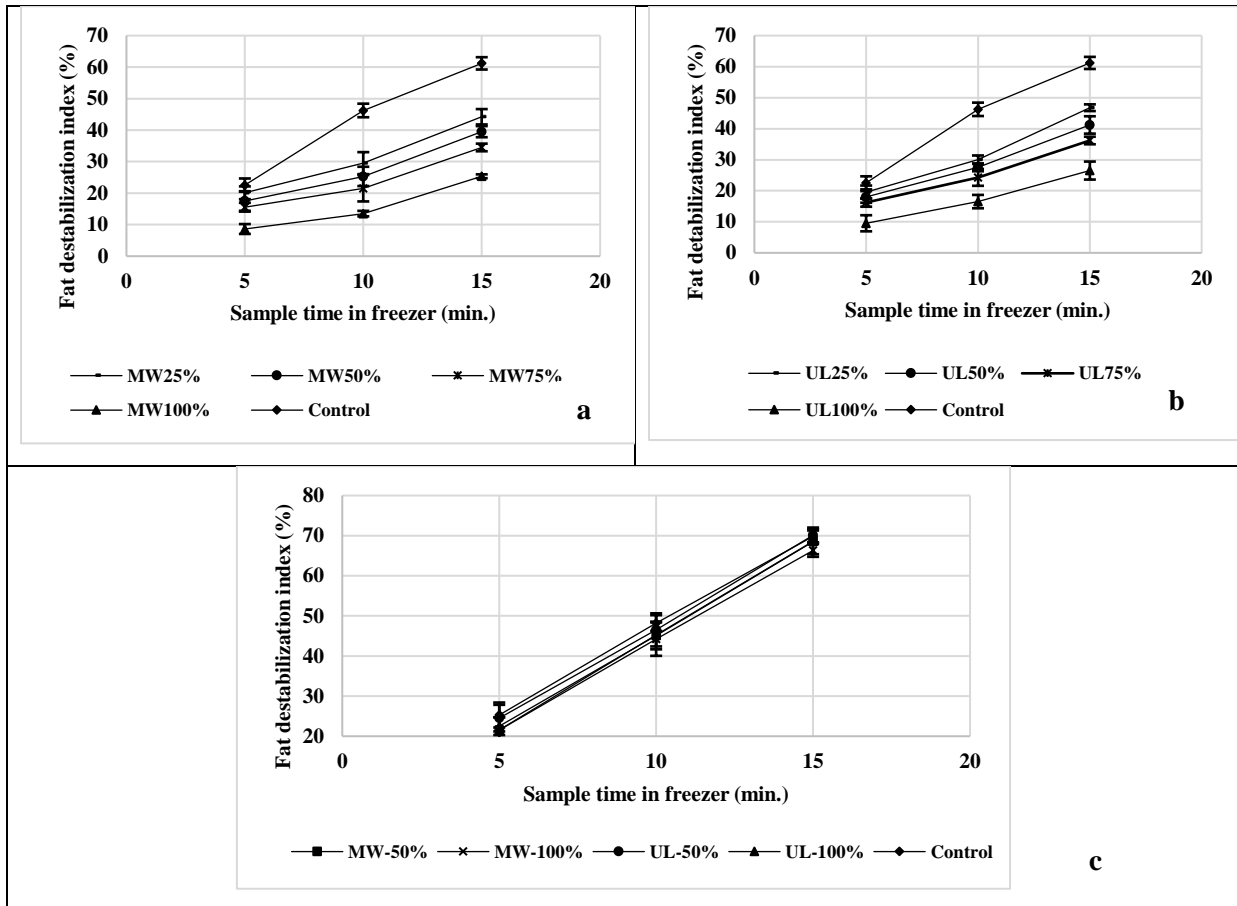 Fat destabilization index (%)
70
60
50
40
30
20
10
0
0 5 10 15 20
Sample time in freezer (min.)
MW25% MW50% MW75%
MW100% Control
a
Fat detabilization index (%)
70
60
50
40
30
20
10
0
0 5 10 15 20
Sample time in freezer (min.)
UL25% UL50% UL75%
UL100% Control
b
Fat destabilization index (%)
80
70
60
50
40
30
20
0 5 10 15 20
Sample time in freezer (min.)
MW-50% MW-100% UL-50% UL-100% Control
c